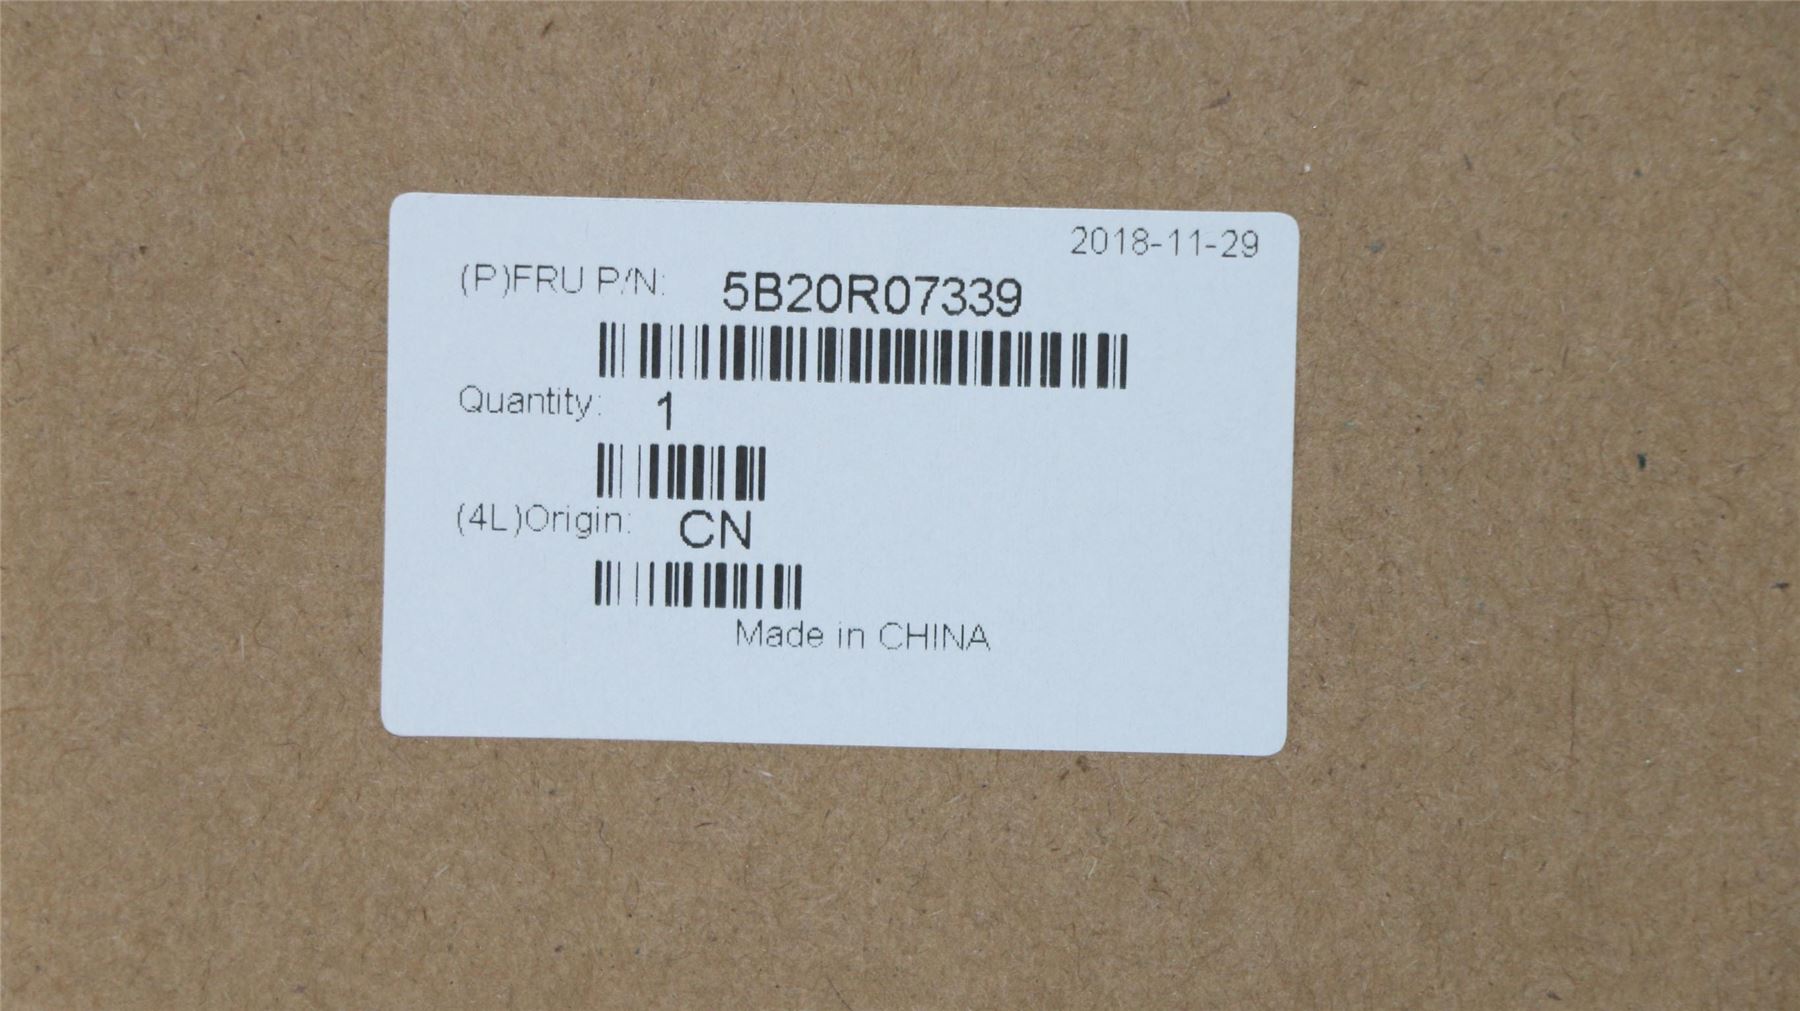 2018-11-29
(P)FRU P/N: 5B20R07339
Quantity: 1
(4L)Origin: CN
Made in CHINA